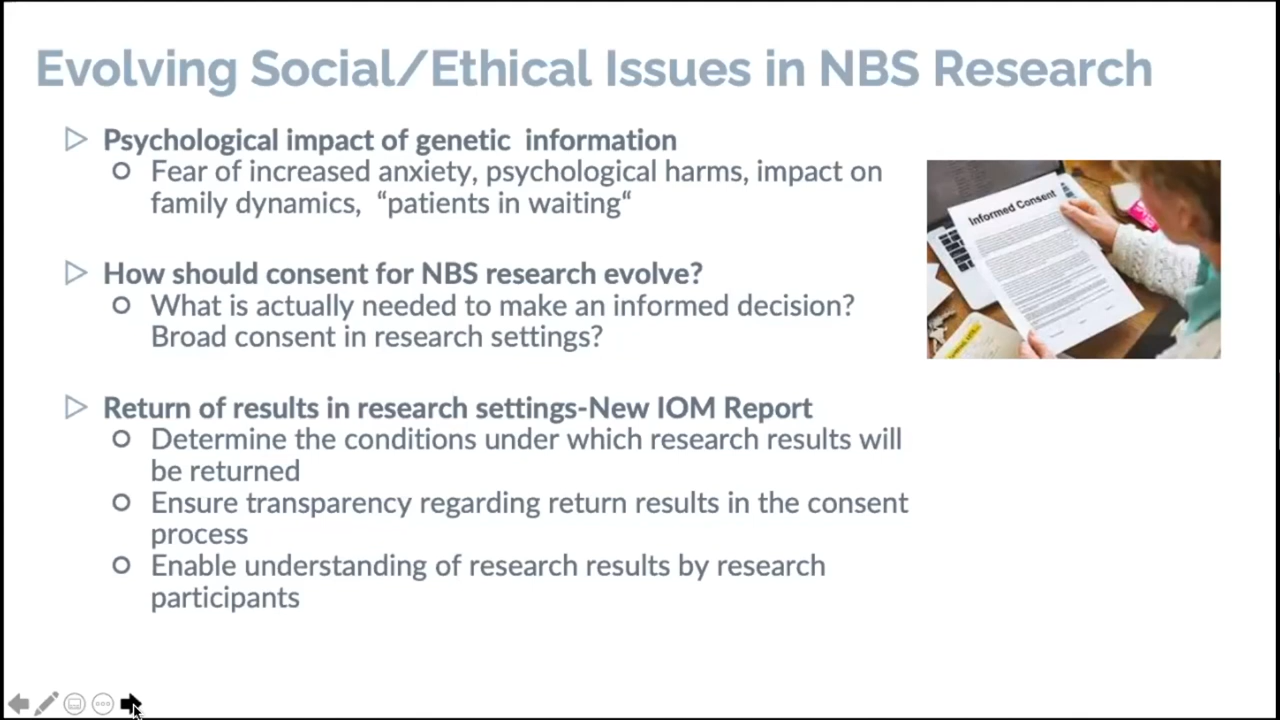 Evolving Social/Ethical Issues in NBS Research
Psychological impact of genetic  information
Fear of increased anxiety, psychological harms, impact on
family dynamics,  “patients in waiting“
How should consent for NBS research evolve?
What is actually needed to make an informed decision?
Broad consent in research settings?
Return of results in research settings-New IOM Report
Determine the conditions under which research results will
be returned
Ensure transparency regarding return results in the consent
process
Enable understanding of research results by research
participants
Informed Consent